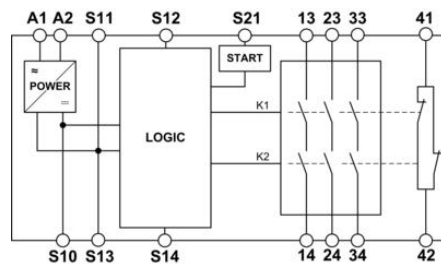 A1 A2 S11 S12 S21 13 23 33 41
START
≂
POWER
K1
LOGIC
K2
S10 S13 S14 14 24 34 42